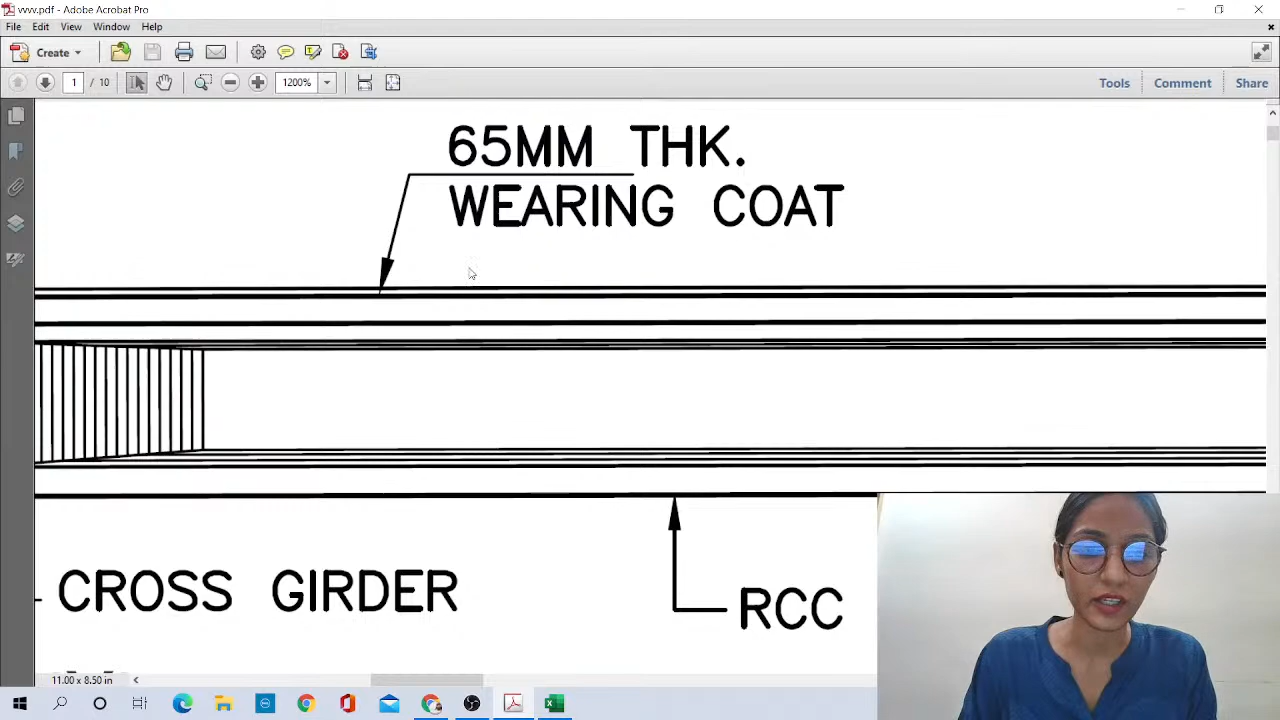 vvvv.pdf - Adobe Acrobat Pro
File Edit View Window Help
Create
1 / 10 1200% Tools Comment Share
65MM THK.
WEARING COAT
CROSS GIRDER
RCC
11.00 x 8.50 in